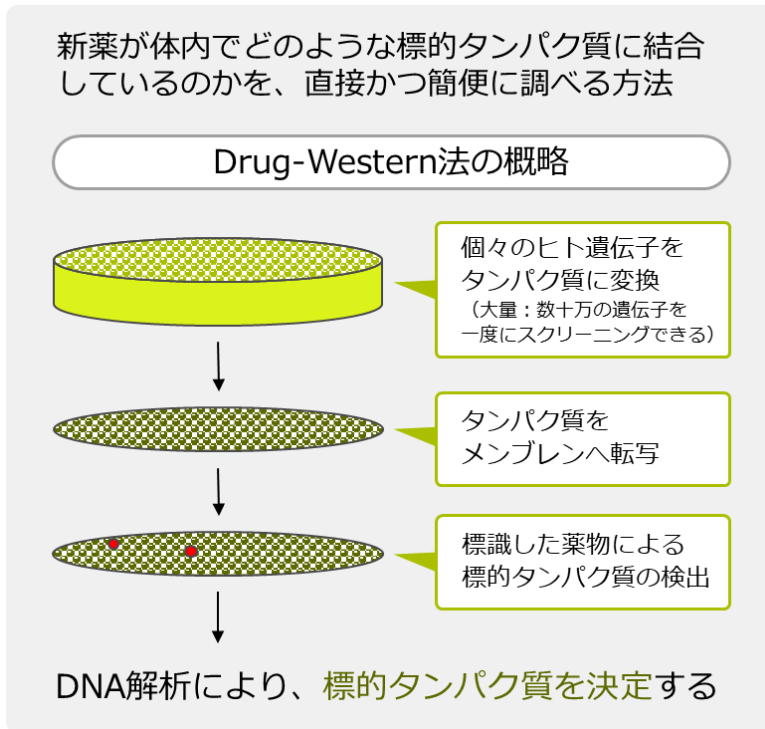 新薬が体内でどのような標的タンパク質に結合
しているのかを、直接かつ簡便に調べる方法
Drug-Western法の概略
個々のヒト遺伝子を
タンパク質に変換
（大量：数十万の遺伝子を
一度にスクリーニングできる）
タンパク質を
メンブレンへ転写
標識した薬物による
標的タンパク質の検出
DNA解析により、標的タンパク質を決定する